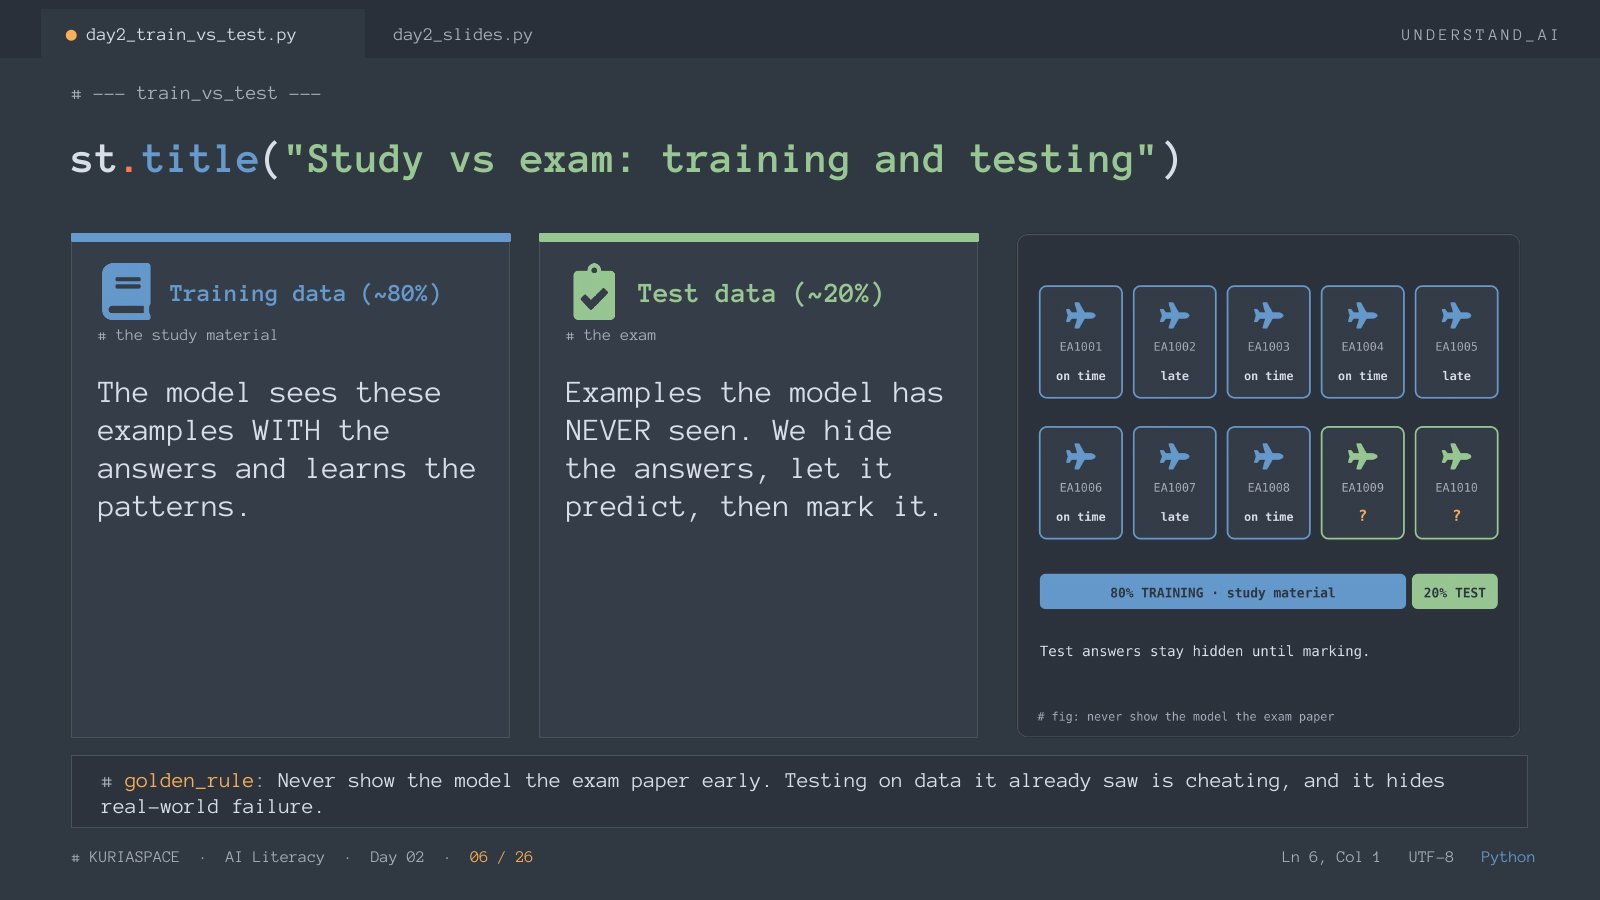 day2_train_vs_test.py
day2_slides.py
UNDERSTAND_AI
# --- train_vs_test ---
st.title("Study vs exam: training and testing")
Training data (~80%)
# the study material
The model sees these
examples WITH the
answers and learns the
patterns.
Test data (~20%)
# the exam
Examples the model has
NEVER seen. We hide
the answers, let it
predict, then mark it.
EA1001
on time
EA1002
late
EA1003
on time
EA1004
on time
EA1005
late
EA1006
on time
EA1007
late
EA1008
on time
EA1009
?
EA1010
?
80% TRAINING · study material
20% TEST
Test answers stay hidden until marking.
# fig: never show the model the exam paper
# golden_rule: Never show the model the exam paper early. Testing on data it already saw is cheating, and it hides
real-world failure.
# KURIASPACE · AI Literacy · Day 02 · 06 / 26
Ln 6, Col 1 UTF-8 Python